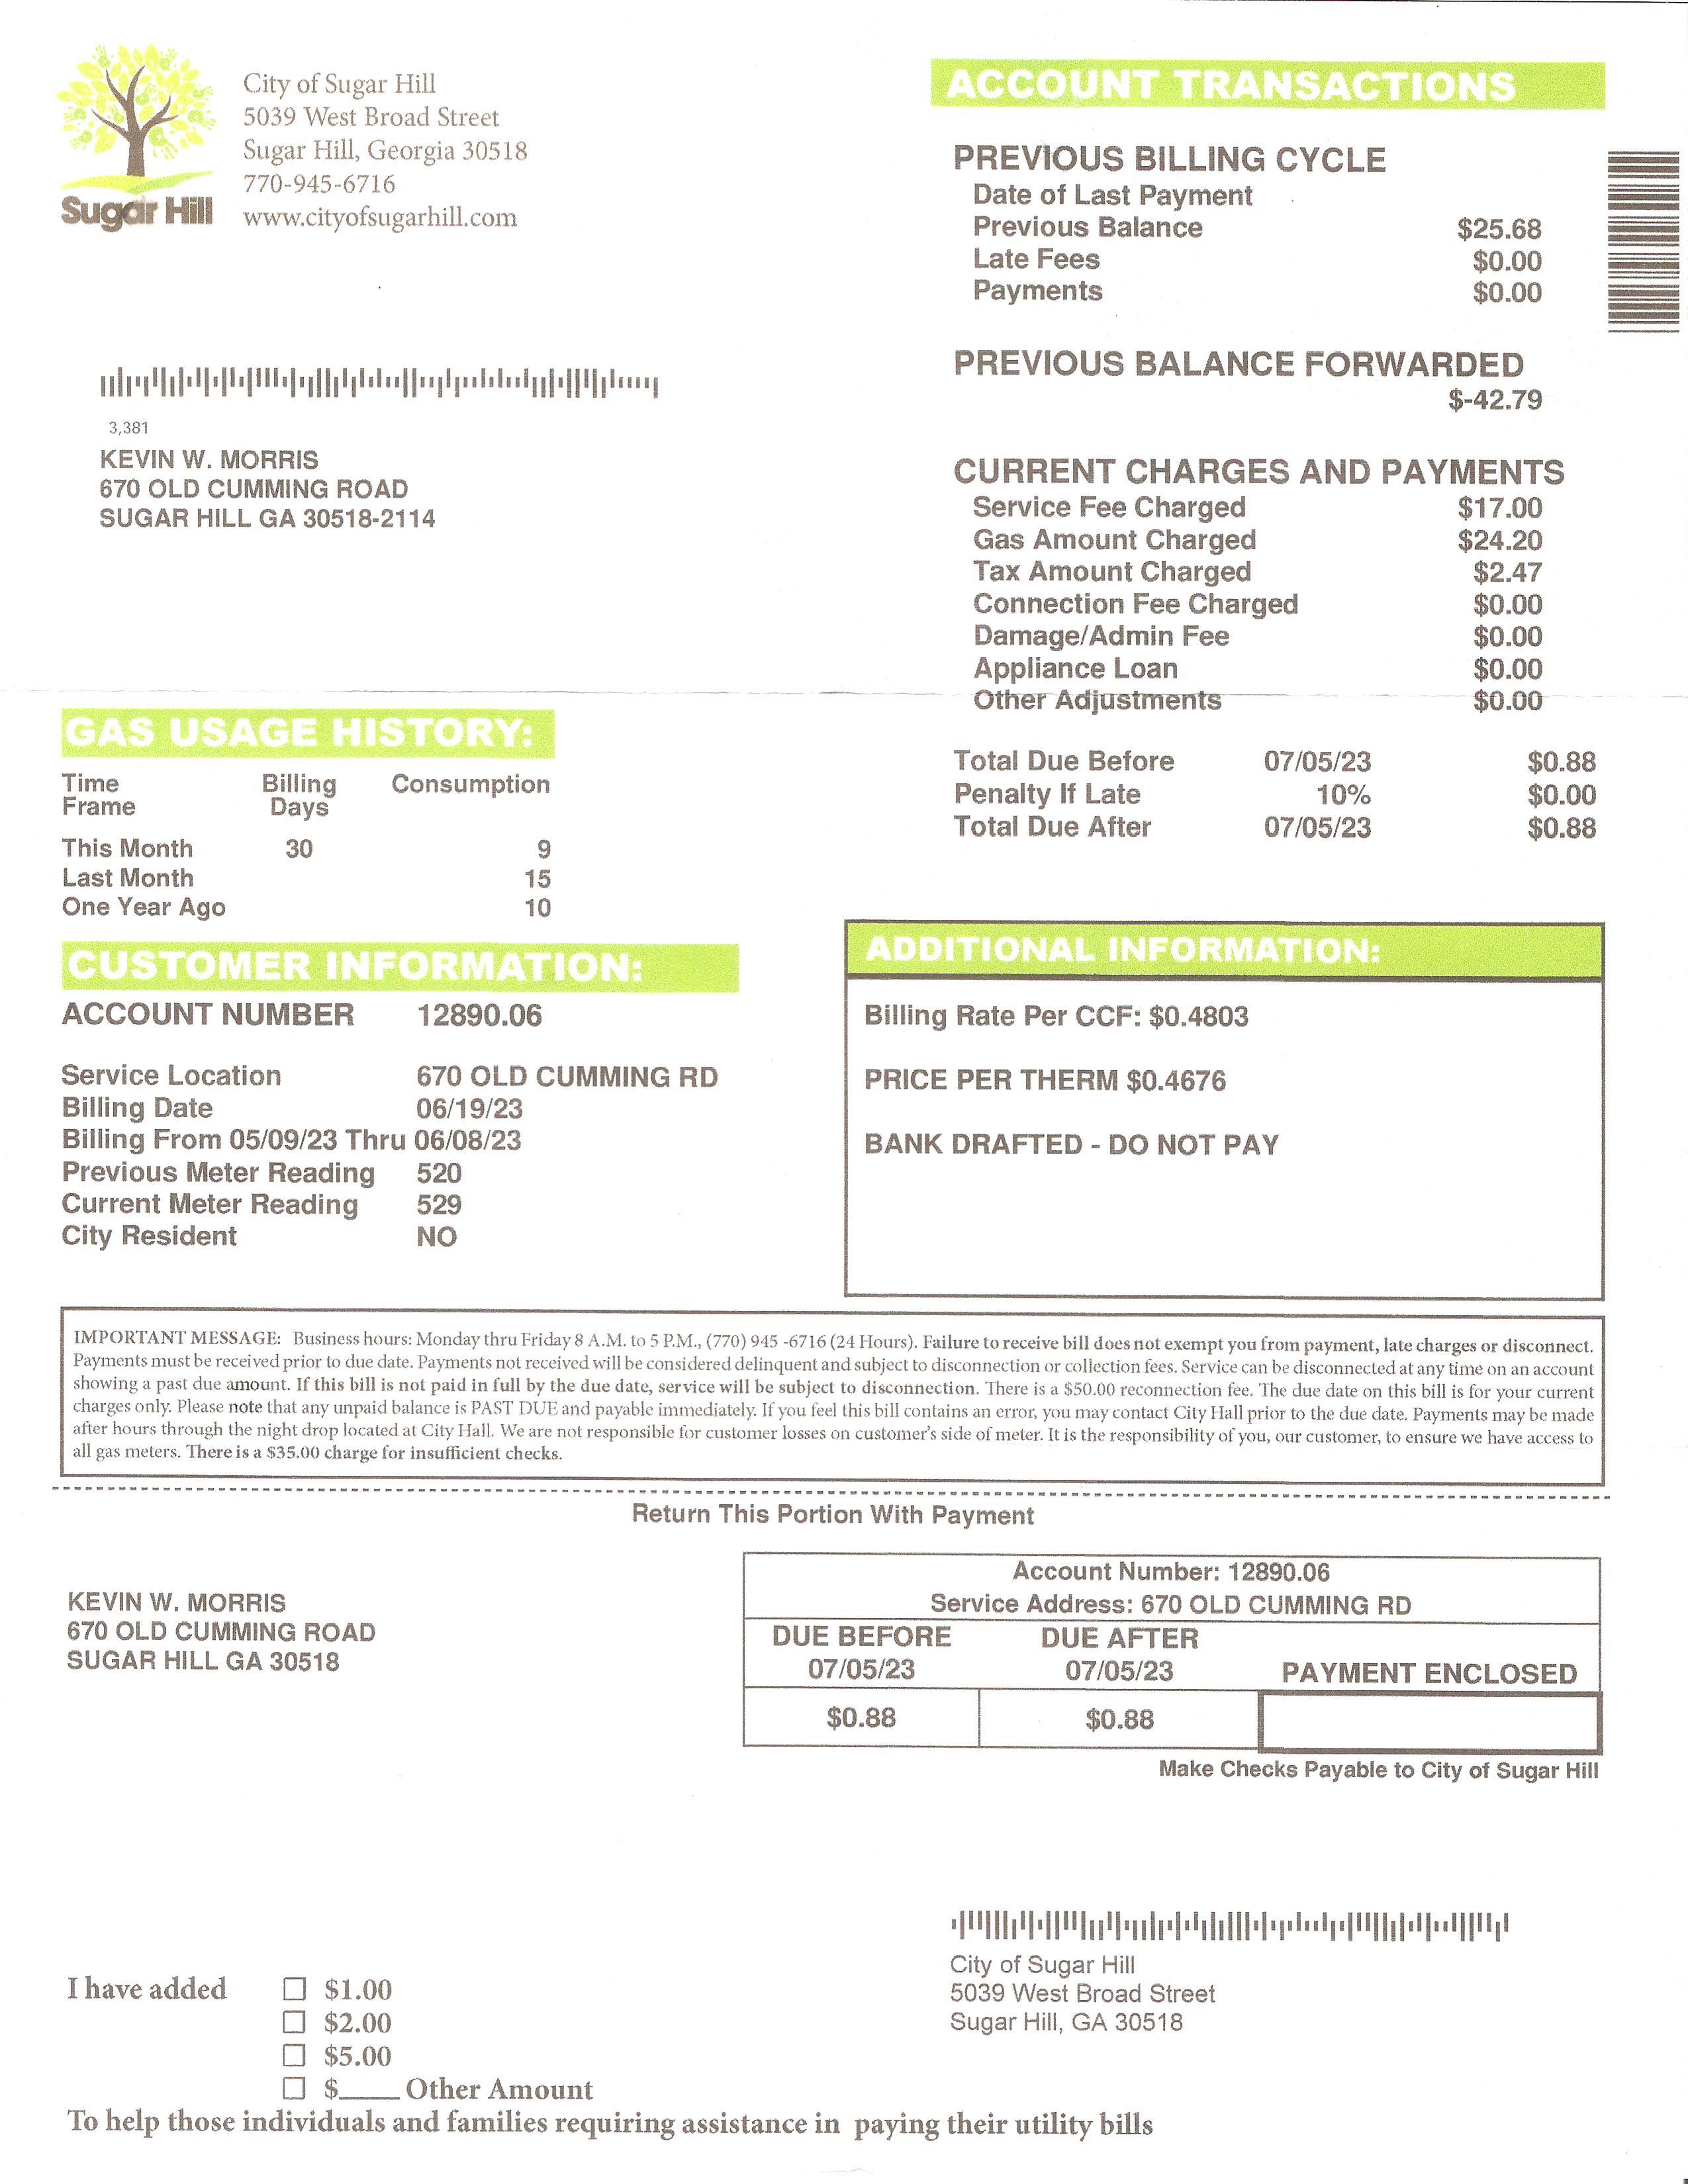 City of Sugar Hill
5039 West Broad Street
Sugar Hill, Georgia 30518
770-945-6716
www.cityofsugarhill.com
Sugar Hill
3,381
KEVIN W. MORRIS
670 OLD CUMMING ROAD
SUGAR HILL GA 30518-2114
ACCOUNT TRANSACTIONS
PREVIOUS BILLING CYCLE
Date of Last Payment
Previous Balance $25.68
Late Fees $0.00
Payments $0.00
PREVIOUS BALANCE FORWARDED
$-42.79
CURRENT CHARGES AND PAYMENTS
Service Fee Charged $17.00
Gas Amount Charged $24.20
Tax Amount Charged $2.47
Connection Fee Charged $0.00
Damage/Admin Fee $0.00
Appliance Loan $0.00
Other Adjustments $0.00
Total Due Before 07/05/23 $0.88
Penalty If Late 10% $0.00
Total Due After 07/05/23 $0.88
GAS USAGE HISTORY:
Time Billing Consumption
Frame Days
This Month 30 9
Last Month 15
One Year Ago 10
CUSTOMER INFORMATION:
ACCOUNT NUMBER 12890.06
Service Location 670 OLD CUMMING RD
Billing Date 06/19/23
Billing From 05/09/23 Thru 06/08/23
Previous Meter Reading 520
Current Meter Reading 529
City Resident NO
ADDITIONAL INFORMATION:
Billing Rate Per CCF: $0.4803
PRICE PER THERM $0.4676
BANK DRAFTED - DO NOT PAY
IMPORTANT MESSAGE: Business hours: Monday thru Friday 8 A.M. to 5 P.M., (770) 945 -6716 (24 Hours). Failure to receive bill does not exempt you from payment, late charges or disconnect.
Payments must be received prior to due date. Payments not received will be considered delinquent and subject to disconnection or collection fees. Service can be disconnected at any time on an account
showing a past due amount. If this bill is not paid in full by the due date, service will be subject to disconnection. There is a $50.00 reconnection fee. The due date on this bill is for your current
charges only. Please note that any unpaid balance is PAST DUE and payable immediately. If you feel this bill contains an error, you may contact City Hall prior to the due date. Payments may be made
after hours through the night drop located at City Hall. We are not responsible for customer losses on customer's side of meter. It is the responsibility of you, our customer, to ensure we have access to
all gas meters. There is a $35.00 charge for insufficient checks.
Return This Portion With Payment
KEVIN W. MORRIS
670 OLD CUMMING ROAD
SUGAR HILL GA 30518
Account Number: 12890.06
Service Address: 670 OLD CUMMING RD
DUE BEFORE DUE AFTER
07/05/23 07/05/23 PAYMENT ENCLOSED
$0.88 $0.88
Make Checks Payable to City of Sugar Hill
City of Sugar Hill
5039 West Broad Street
Sugar Hill, GA 30518
I have added $1.00
$2.00
$5.00
$____ Other Amount
To help those individuals and families requiring assistance in paying their utility bills